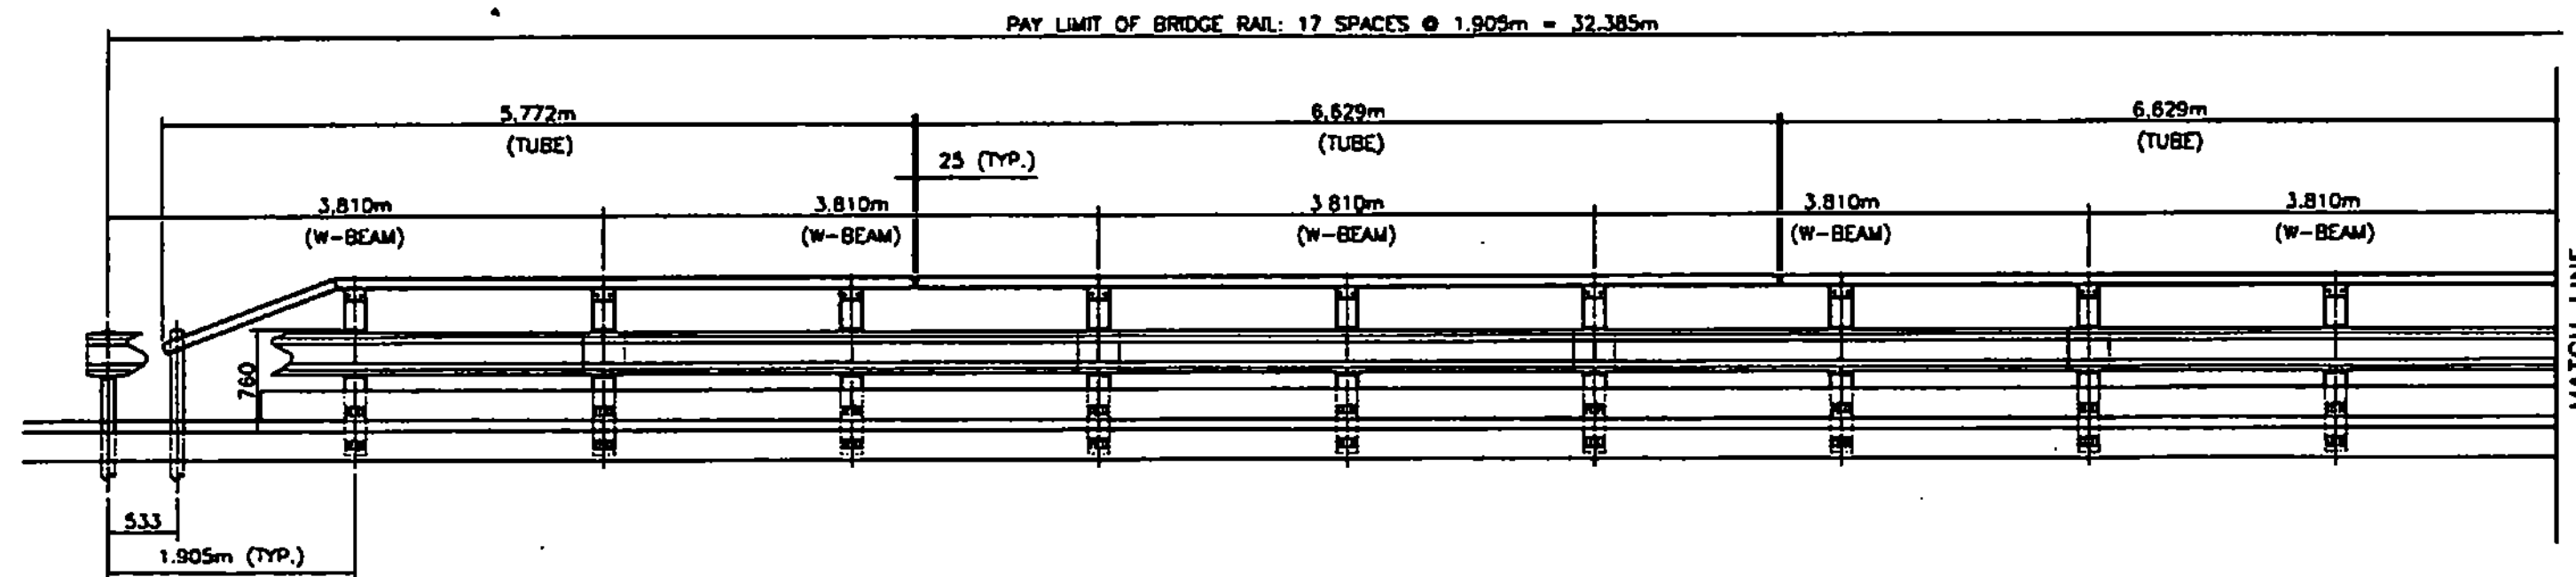 PAY LIMIT OF BRIDGE RAIL: 17 SPACES @ 1.905m = 32.385m
5,772m
(TUBE)
6,629m
(TUBE)
6,629m
(TUBE)
25 (TYP.)
3,810m
(W-BEAM)
3.810m
(W-BEAM)
3 810m
(W-BEAM)
3.810m
(W-BEAM)
3.810m
(W-BEAM)
760
MATCH LINE
533
1.905m (TYP.)